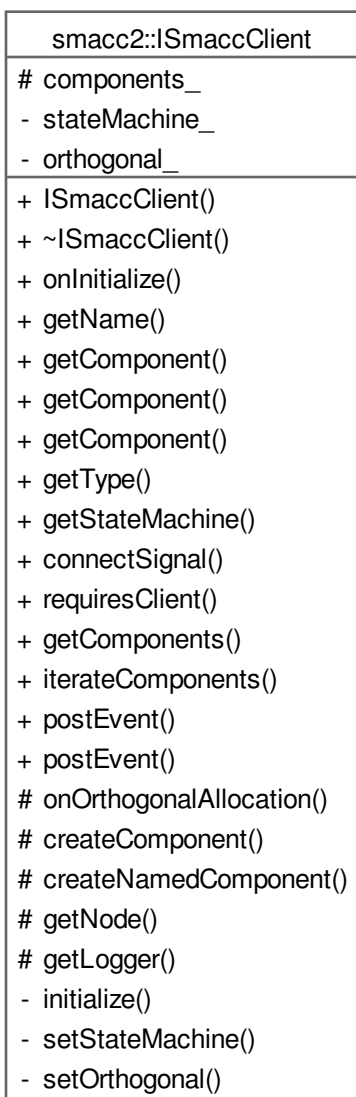 smacc2::ISmaccClient
# components_
- stateMachine_
- orthogonal_
+ ISmaccClient()
+ ~ISmaccClient()
+ onInitialize()
+ getName()
+ getComponent()
+ getComponent()
+ getComponent()
+ getType()
+ getStateMachine()
+ connectSignal()
+ requiresClient()
+ getComponents()
+ iterateComponents()
+ postEvent()
+ postEvent()
# onOrthogonalAllocation()
# createComponent()
# createNamedComponent()
# getNode()
# getLogger()
- initialize()
- setStateMachine()
- setOrthogonal()